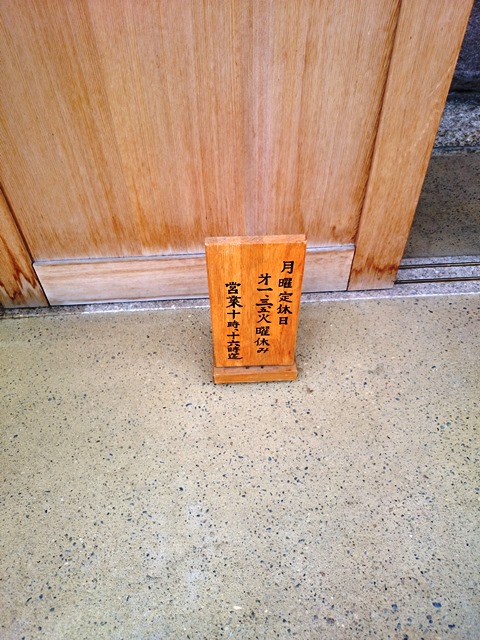 月曜定休日
才一、三、五火曜休み
営業十時、十六時迄